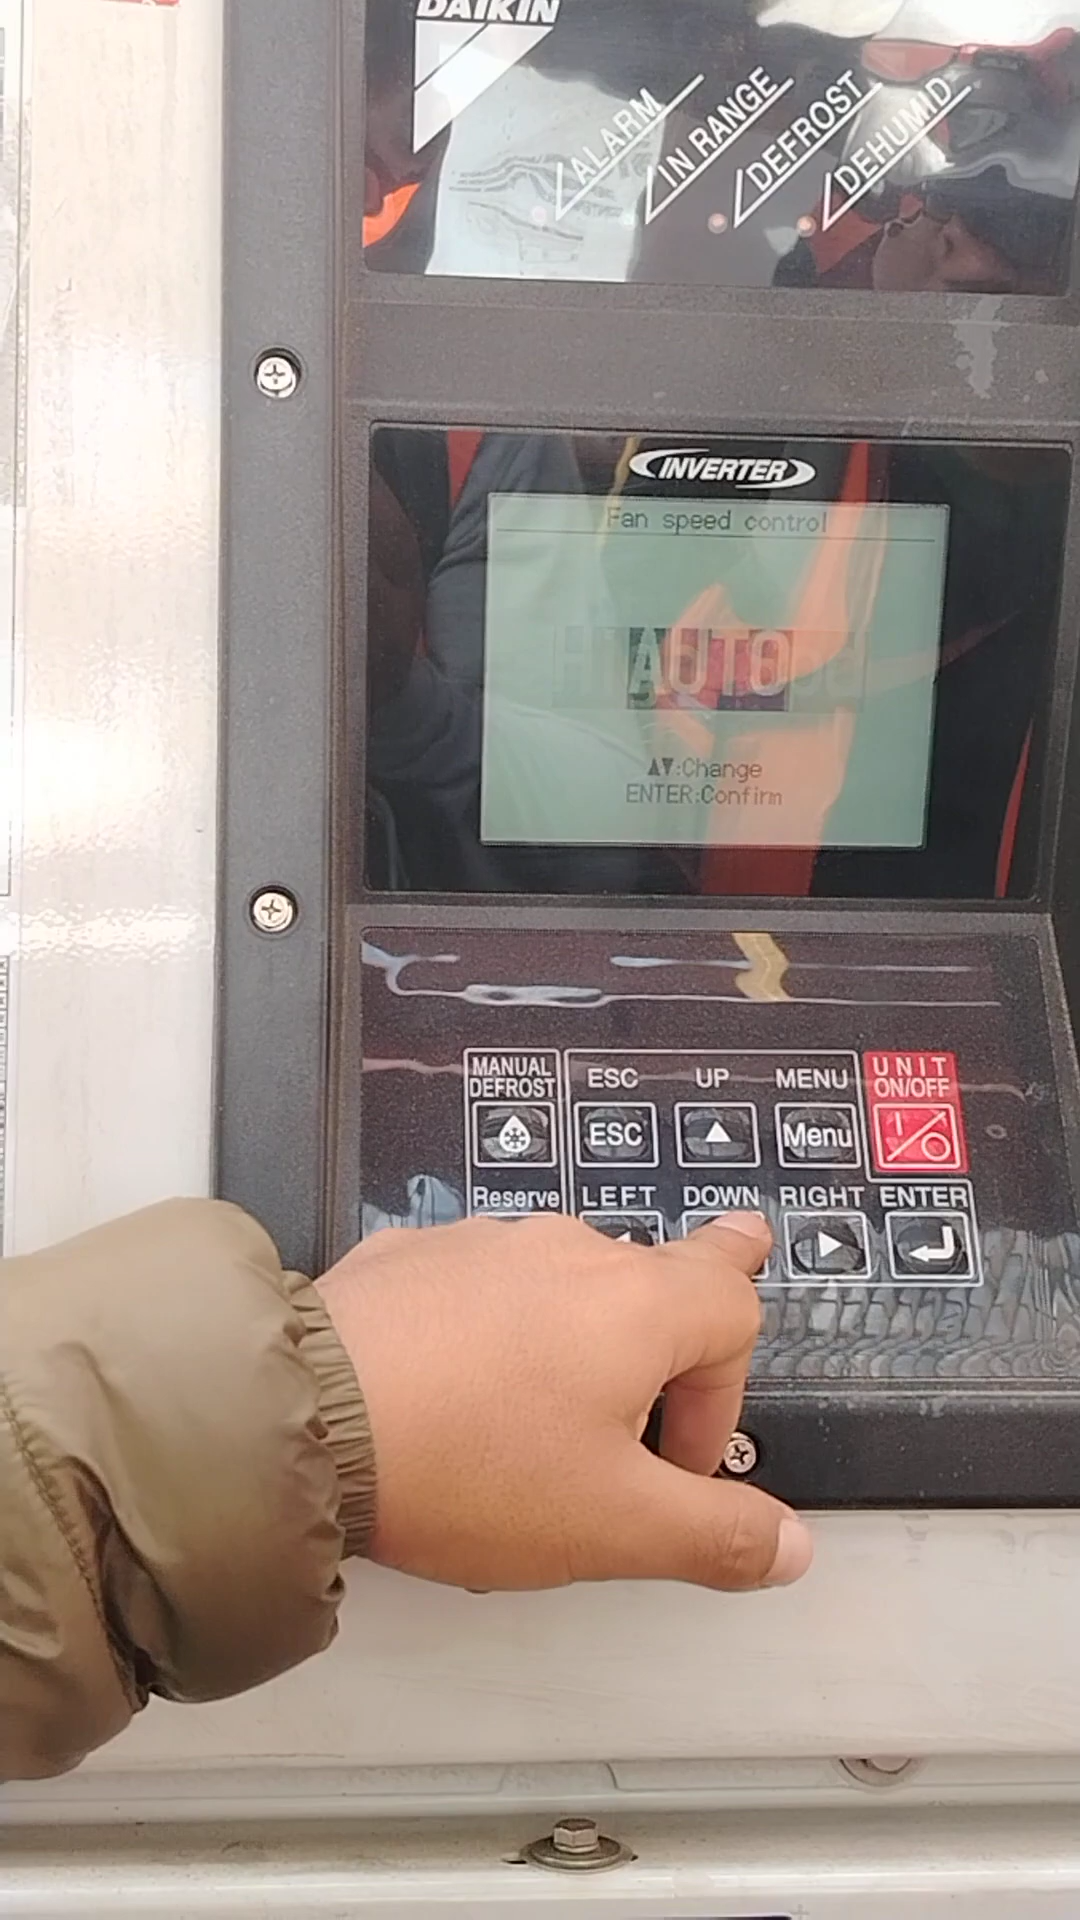 DAIKIN
ALARM
IN RANGE
DEFROST
DEHUMID
INVERTER
Fan speed control
AUTO
▲▼:Change
ENTER:Confirm
MANUAL DEFROST
ESC
UP
MENU
UNIT ON/OFF
ESC
Menu
Reserve
LEFT
DOWN
RIGHT
ENTER